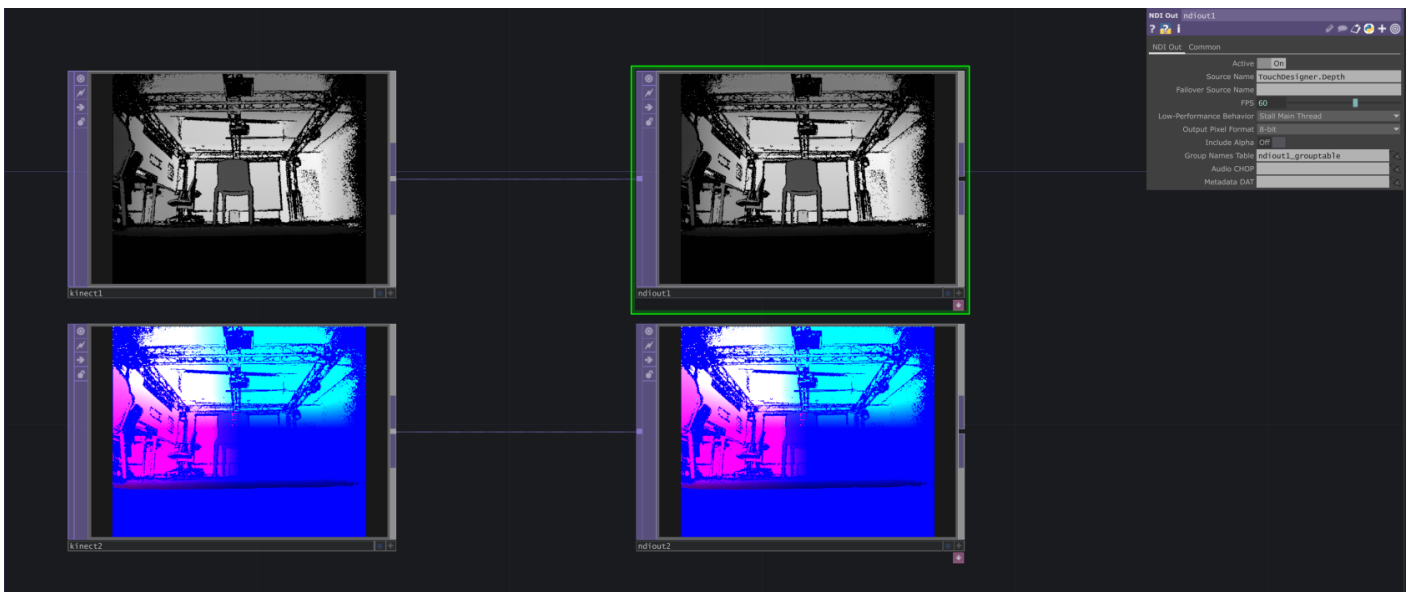 NDI Out ndiout1
? ? i
NDI Out Common
Active On
Source Name TouchDesigner.Depth
Failover Source Name
FPS 60
Low-Performance Behavior Stall Main Thread
Output Pixel Format 8-bit
Include Alpha Off
Group Names Table ndiout1_grouptable
Audio CHOP
Metadata DAT
kinect1
ndiout1
kinect2
ndiout2